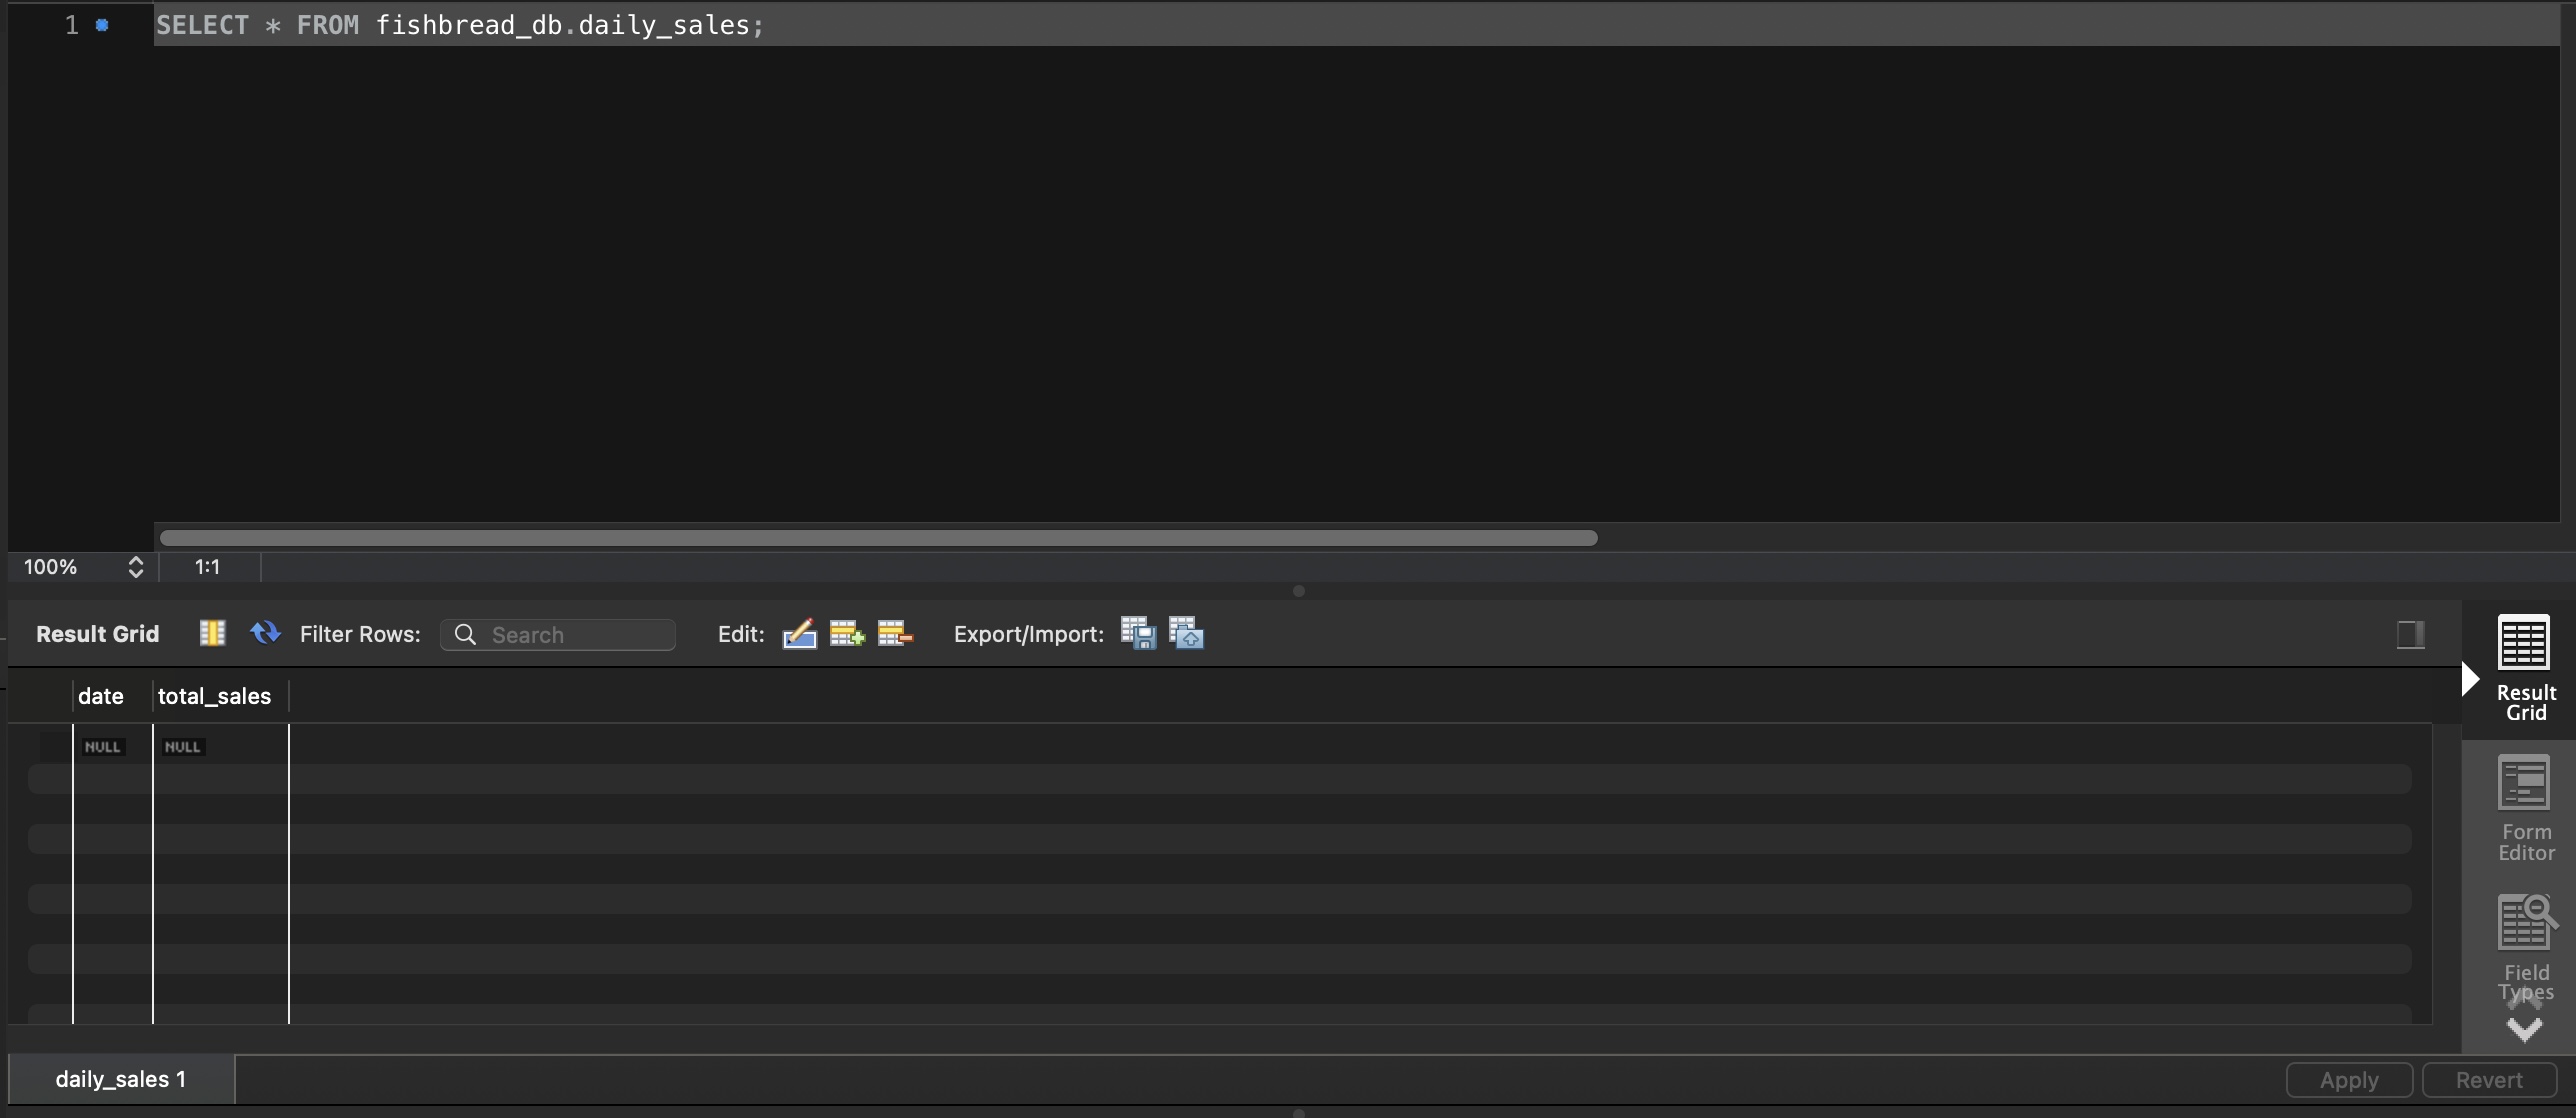 1 SELECT * FROM fishbread_db.daily_sales;
100% 1:1
Result Grid Filter Rows: Search Edit: Export/Import:
date total_sales
NULL NULL
Result
Grid
Form
Editor
Field
Types
daily_sales 1 Apply Revert